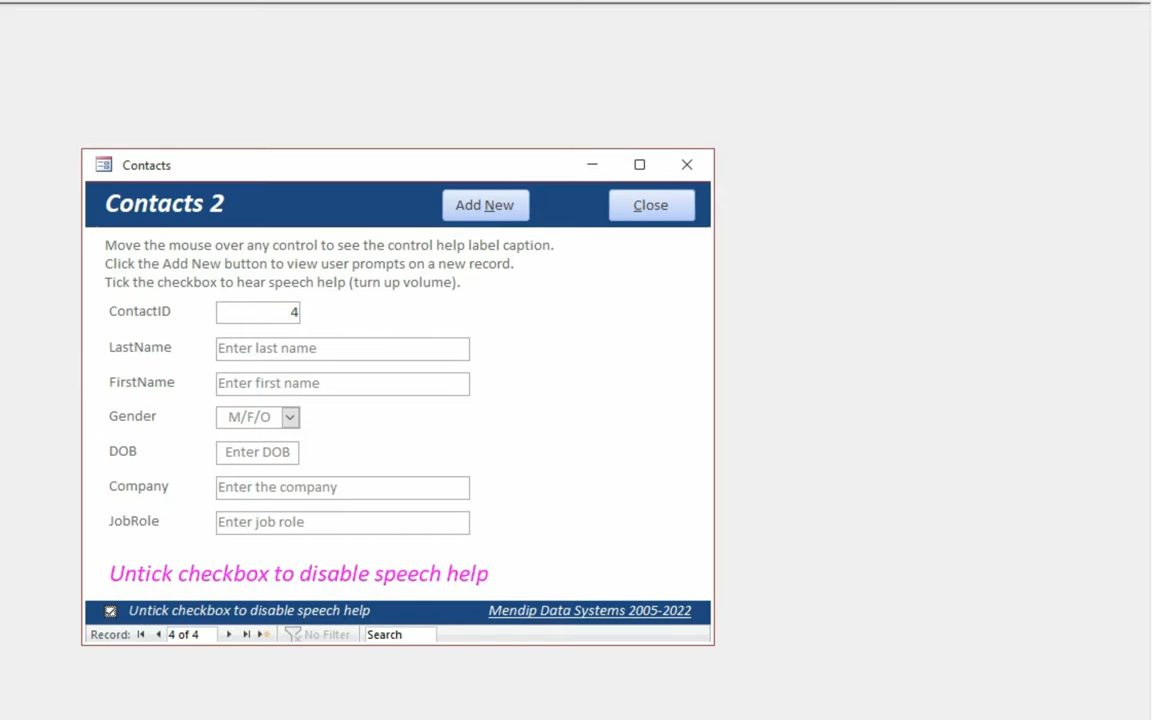 Contacts
Contacts 2
Add New
Close
Move the mouse over any control to see the control help label caption.
Click the Add New button to view user prompts on a new record.
Tick the checkbox to hear speech help (turn up volume).
ContactID 4
LastName Enter last name
FirstName Enter first name
Gender M/F/O
DOB Enter DOB
Company Enter the company
JobRole Enter job role
Untick checkbox to disable speech help
Untick checkbox to disable speech help Mendip Data Systems 2005-2022
Record: 4 of 4 No Filter Search